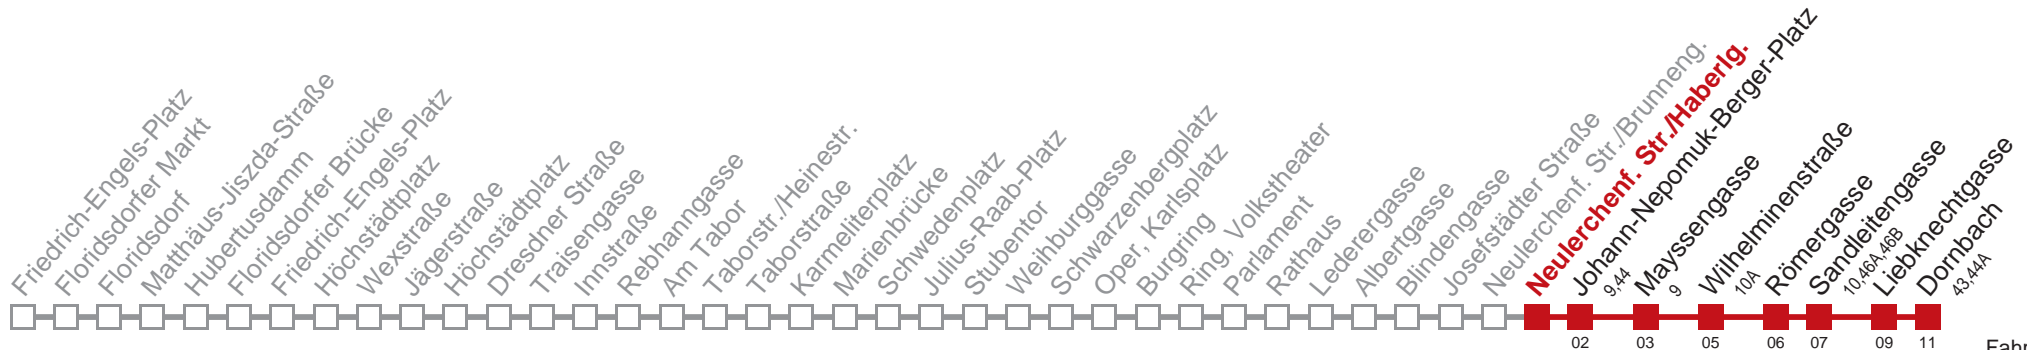 Friedrich-Engels-Platz
Floridsdorfer Markt
Floridsdorf
Matthäus-Jiszda-Straße
Hubertusdamm
Floridsdorfer Brücke
Friedrich-Engels-Platz
Höchstädtplatz
Wexstraße
Jägerstraße
Höchstädtplatz
Dresdner Straße
Traisengasse
Innstraße
Rebhanngasse
Am Tabor
Taborstr./Heinestr.
Taborstraße
Karmeliterplatz
Marienbrücke
Schwedenplatz
Julius-Raab-Platz
Stubentor
Weihburggasse
Schwarzenbergplatz
Oper, Karlsplatz
Burgring
Ring, Volkstheater
Parlament
Rathaus
Lederergasse
Albertgasse
Blindengasse
Josefstädter Straße
Neulerchenf. Str./Brunneng.
Neulerchenf. Str./Haberlg.
Johann-Nepomuk-Berger-Platz
9,44
Mayssengasse
9
Wilhelminenstraße
10A
Römergasse
Sandleitengasse
10,46A,46B
Liebknechtgasse
Dornbach
43,44A
02 03 05 06 07 09 11
Fahr